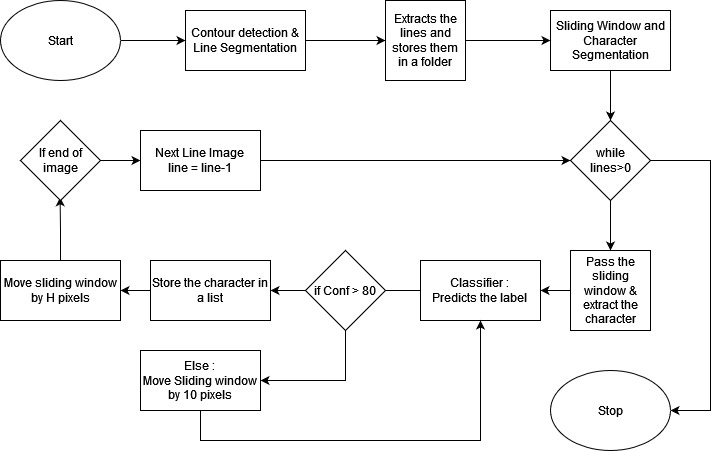 Start
Contour detection &
Line Segmentation
Extracts the
lines and
stores them
in a folder
Sliding Window and
Character
Segmentation
If end of
image
Next Line Image
line = line-1
while
lines>0
Move sliding window
by H pixels
Store the character in
a list
if Conf > 80
Classifier :
Predicts the label
Pass the
sliding
window &
extract the
character
Else :
Move Sliding window
by 10 pixels
Stop